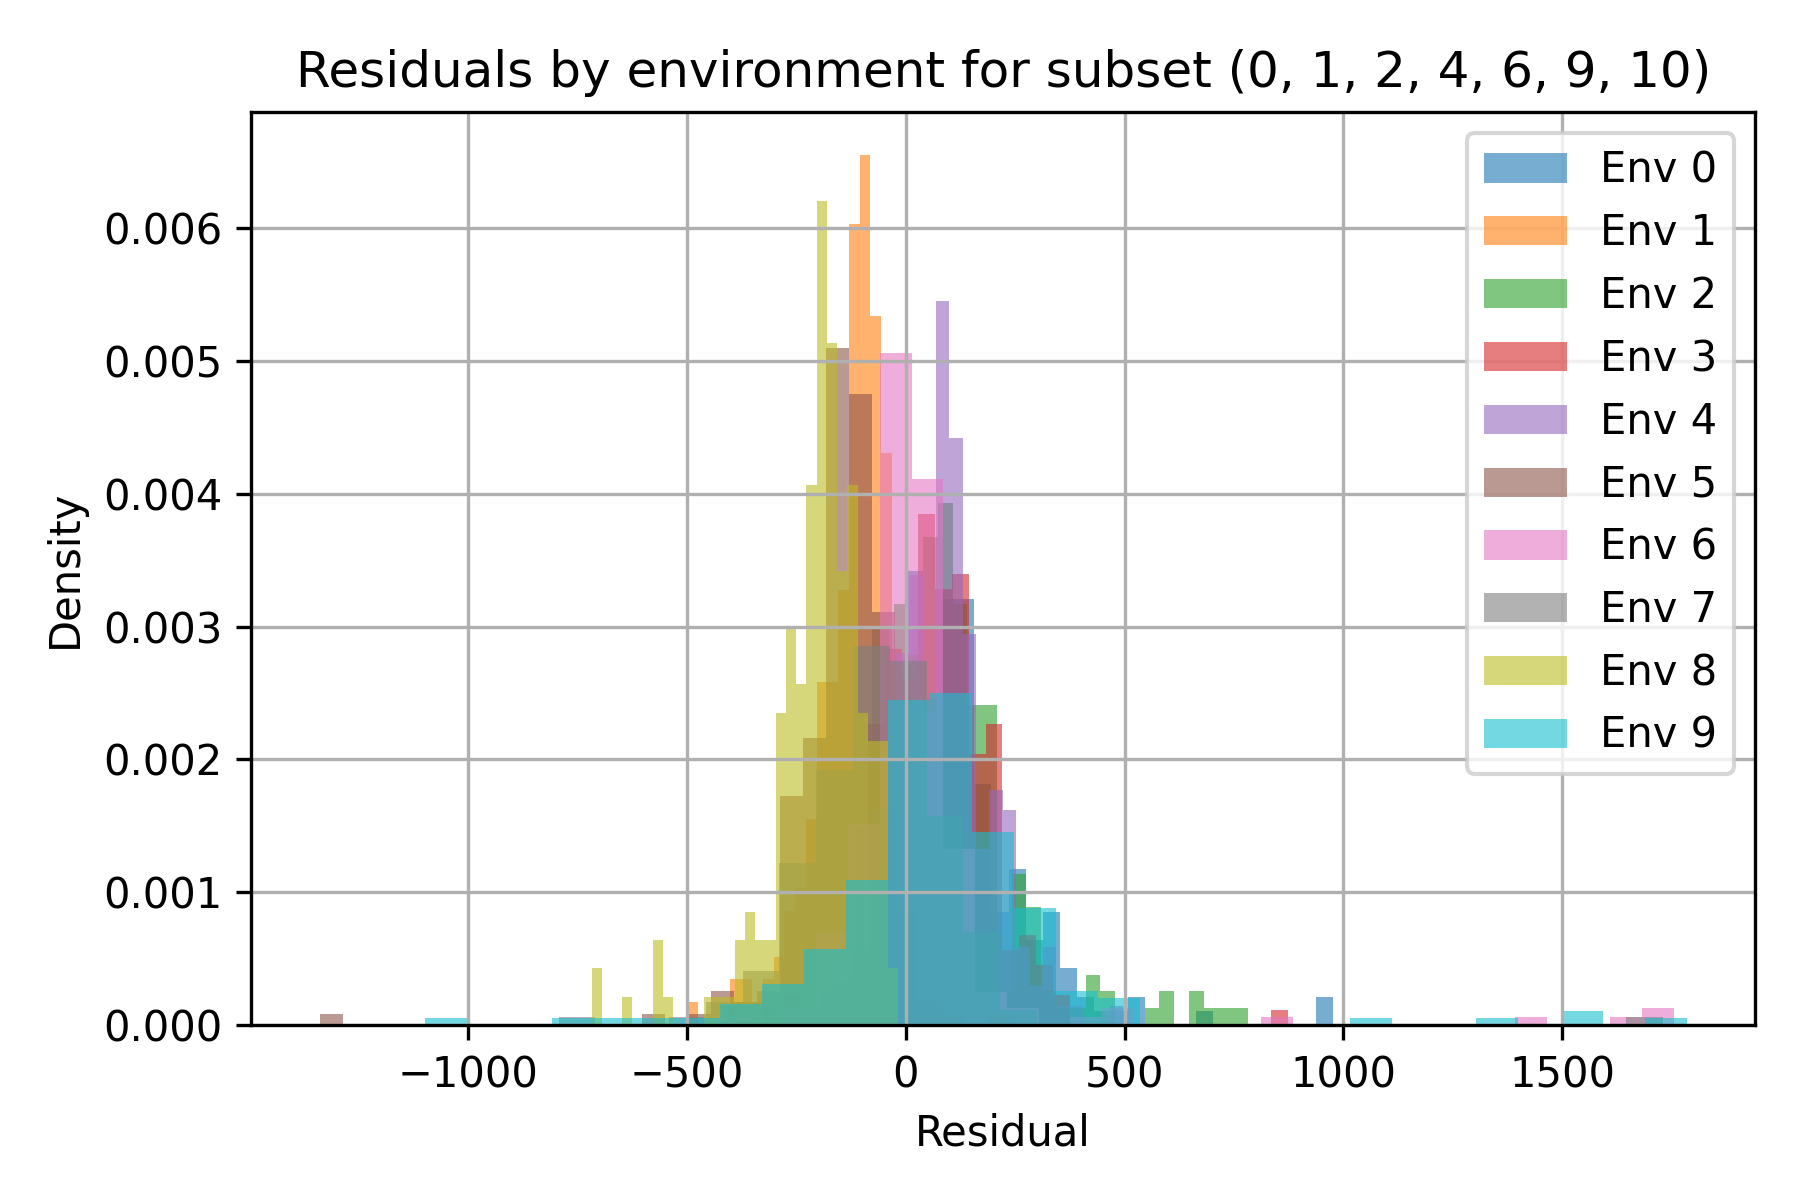 Residuals by environment for subset (0, 1, 2, 4, 6, 9, 10)
Density
0.006
0.005
0.004
0.003
0.002
0.001
0.000
−1000
−500
0
500
1000
1500
Residual
Env 0
Env 1
Env 2
Env 3
Env 4
Env 5
Env 6
Env 7
Env 8
Env 9